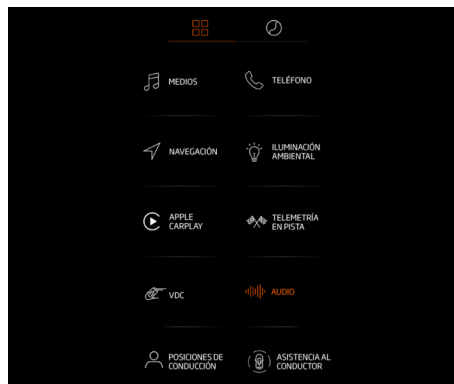 MEDIOS
TELÉFONO
NAVEGACIÓN
ILUMINACIÓN
AMBIENTAL
APPLE
CARPLAY
TELEMETRÍA
EN PISTA
VDC
AUDIO
POSICIONES DE
CONDUCCIÓN
ASISTENCIA AL
CONDUCTOR